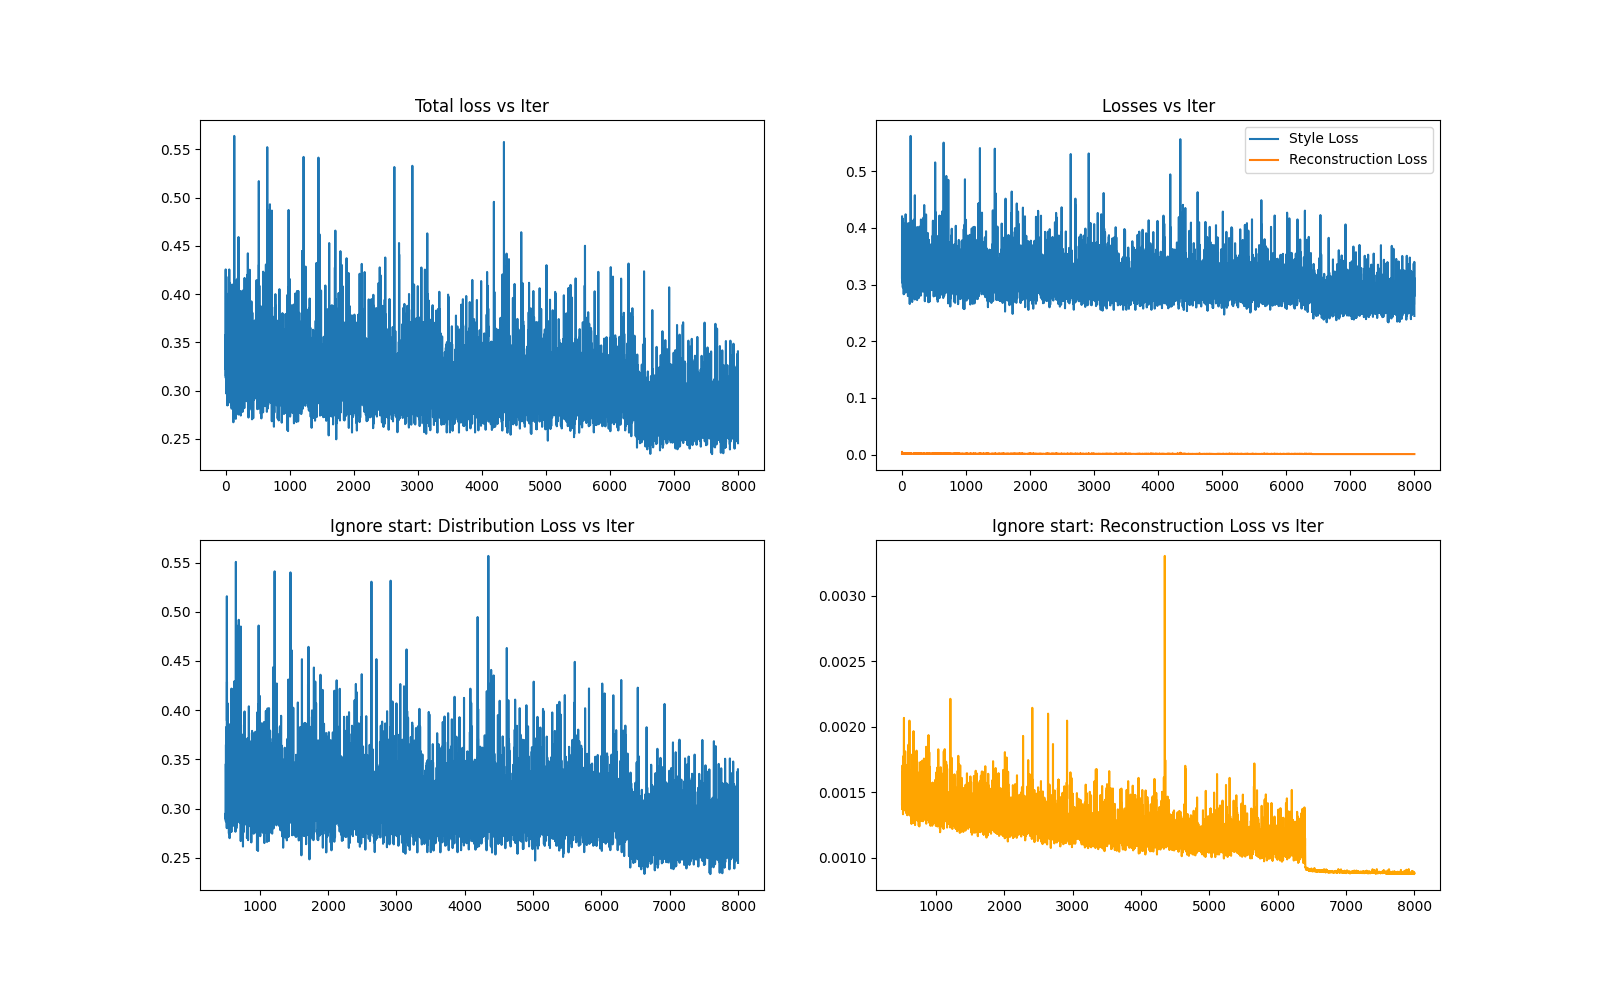 Total loss vs Iter
0.55
0.50
0.45
0.40
0.35
0.30
0.25
0 1000 2000 3000 4000 5000 6000 7000 8000
Losses vs Iter
Style Loss
Reconstruction Loss
0.5
0.4
0.3
0.2
0.1
0.0
0 1000 2000 3000 4000 5000 6000 7000 8000
Ignore start: Distribution Loss vs Iter
0.55
0.50
0.45
0.40
0.35
0.30
0.25
1000 2000 3000 4000 5000 6000 7000 8000
Ignore start: Reconstruction Loss vs Iter
0.0030
0.0025
0.0020
0.0015
0.0010
1000 2000 3000 4000 5000 6000 7000 8000